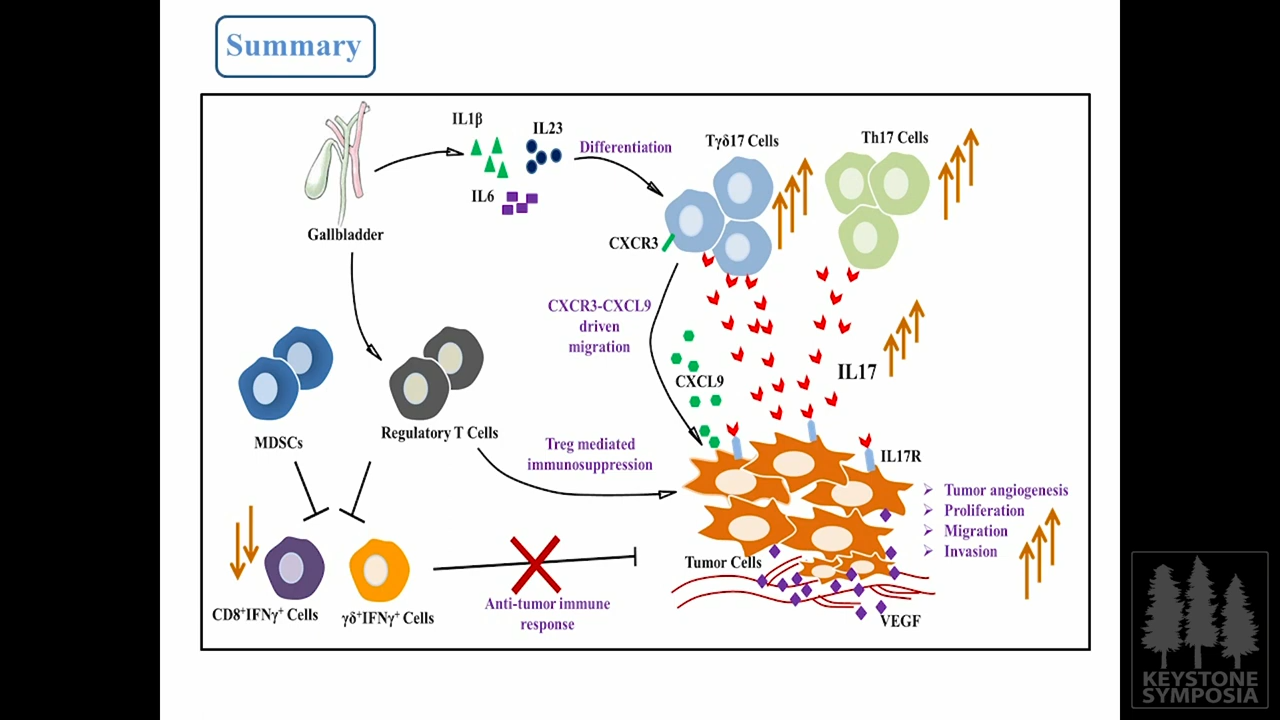 Summary
IL1β
IL23
IL6
Differentiation
Tγδ17 Cells
Th17 Cells
Gallbladder
CXCR3
CXCR3-CXCL9
driven
migration
CXCL9
IL17
MDSCs
Regulatory T Cells
Treg mediated
immunosuppression
IL17R
Tumor angiogenesis
Proliferation
Migration
Invasion
Tumor Cells
CD8⁺IFNγ⁺ Cells
γδ⁺IFNγ⁺ Cells
Anti-tumor immune
response
VEGF
KEYSTONE
SYMPOSIA